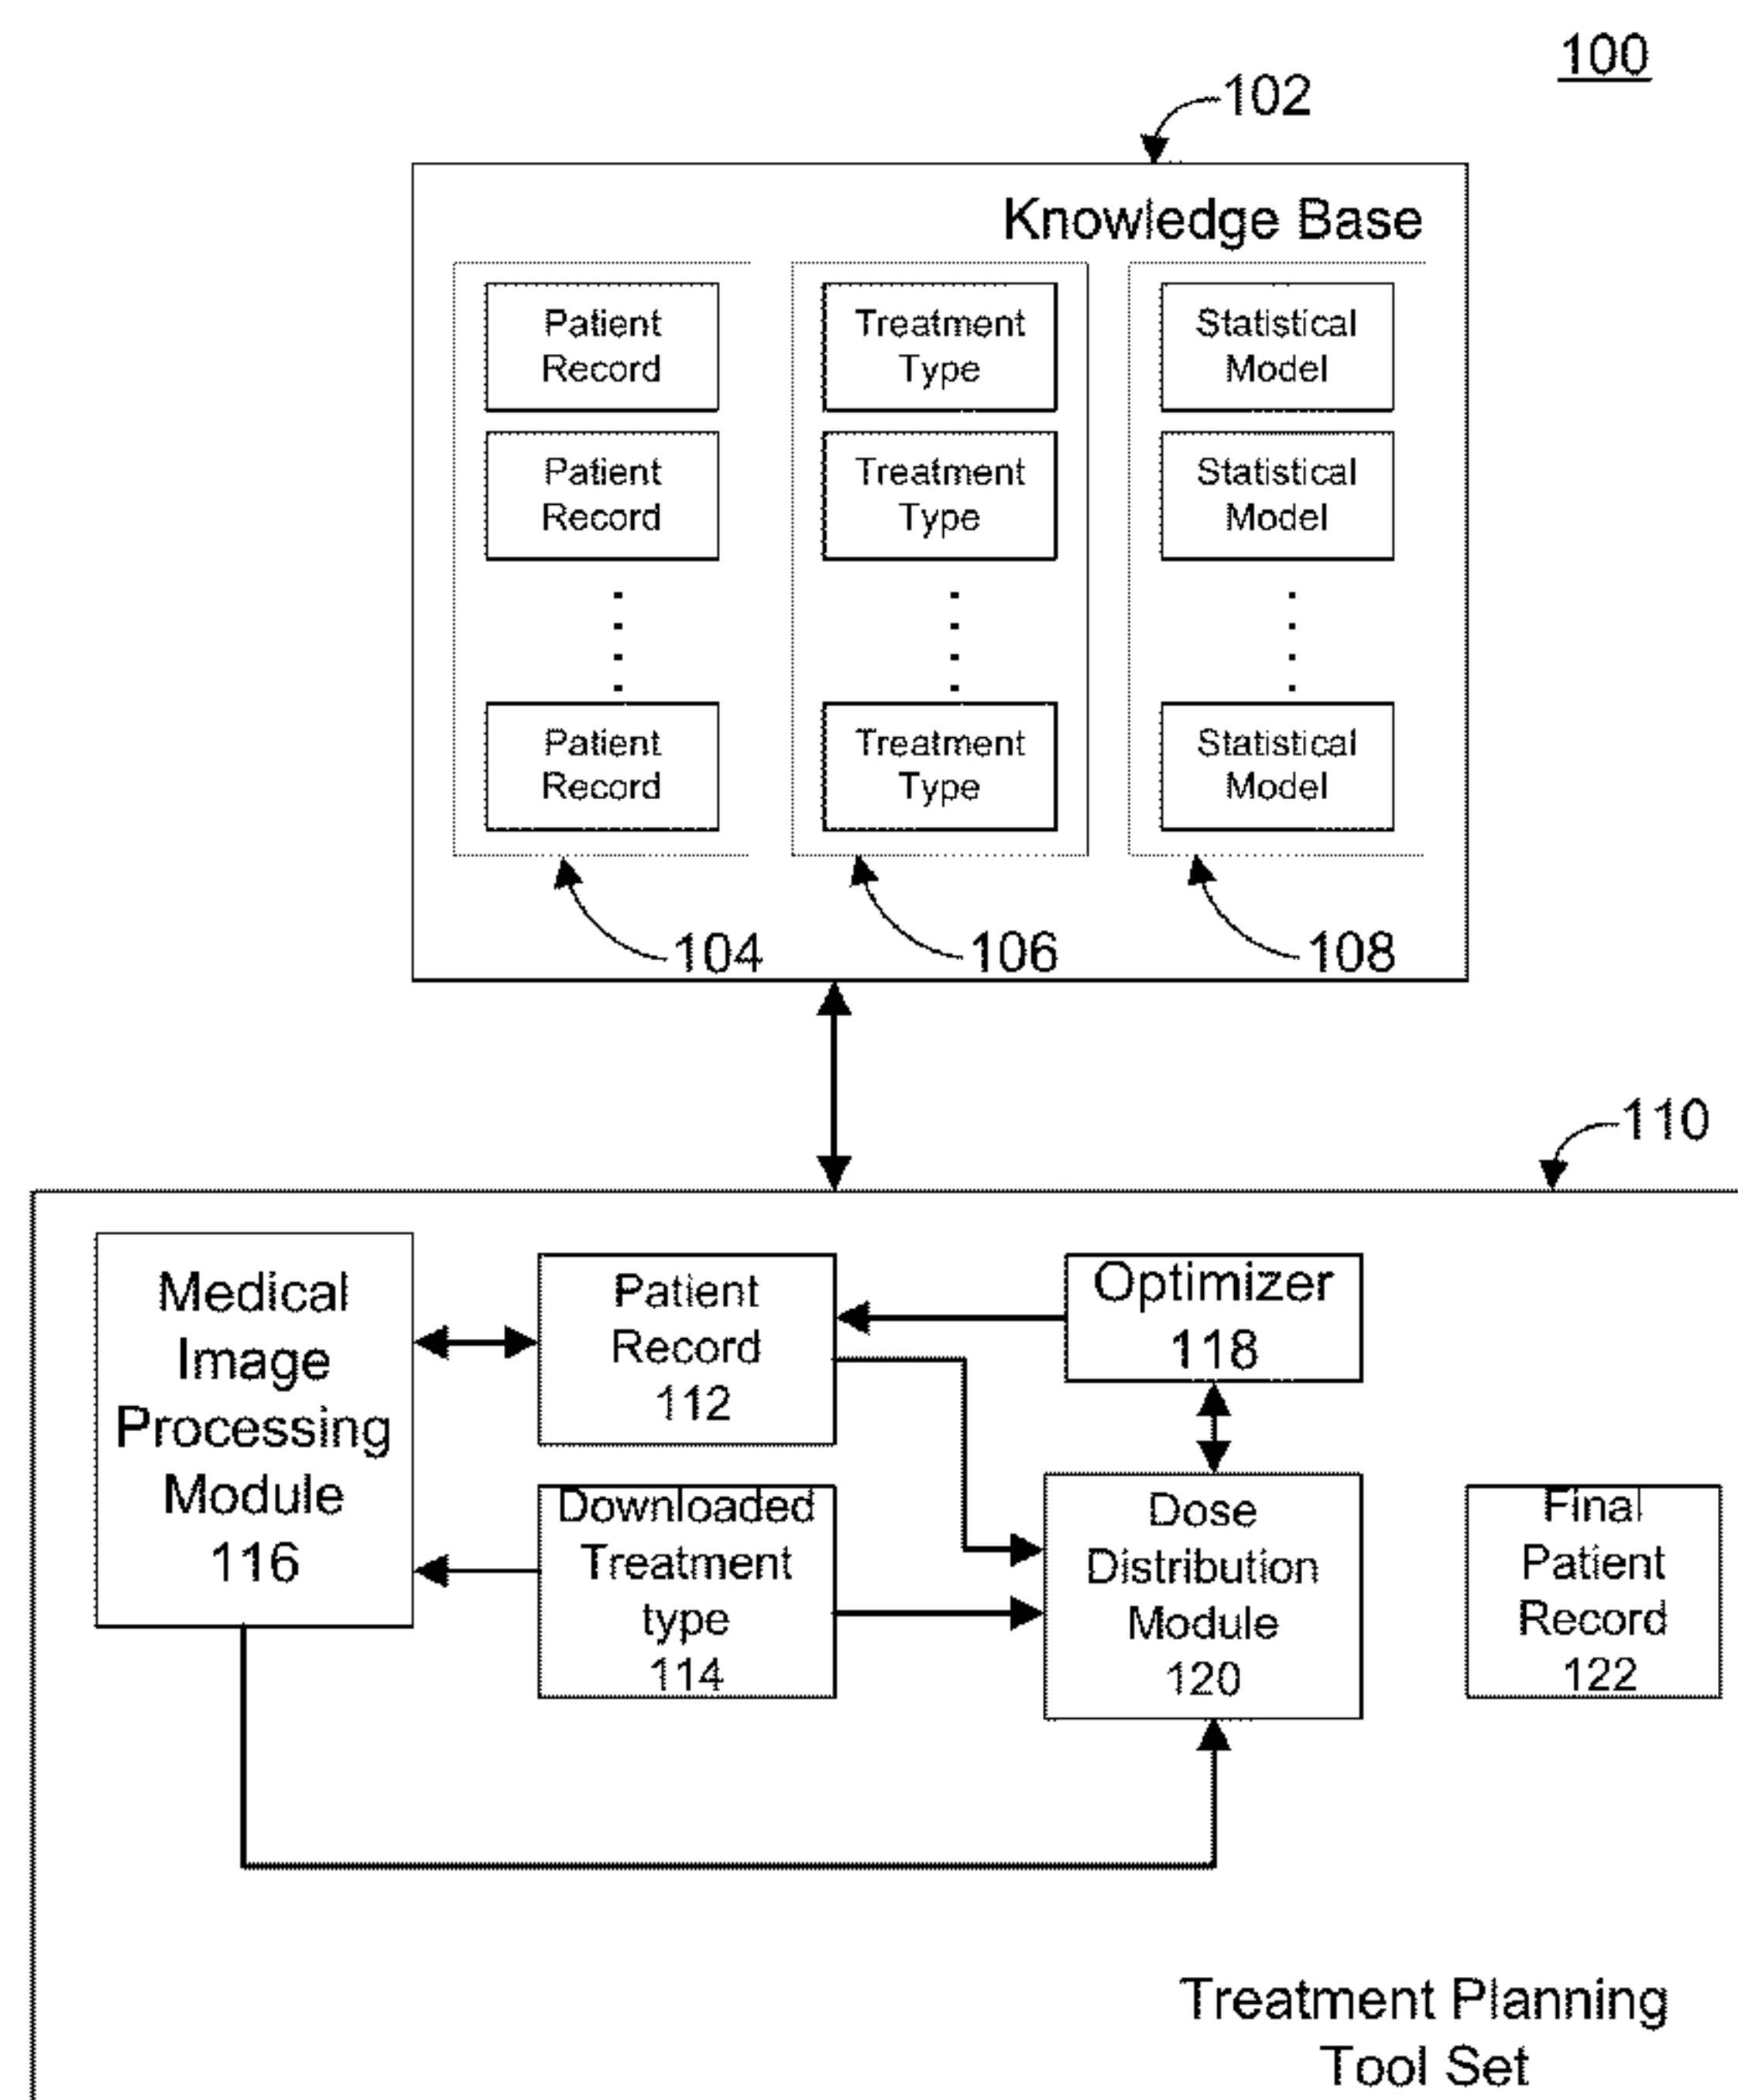 100
102
Knowledge Base
Patient
Record
Treatment
Type
Statistical
Model
Patient
Record
Treatment
Type
Statistical
Model
Patient
Record
Treatment
Type
Statistical
Model
104
106
108
110
Medical
Image
Processing
Module
116
Patient
Record
112
Optimizer
118
Downloaded
Treatment
type
114
Dose
Distribution
Module
120
Final
Patient
Record
122
Treatment Planning
Tool Set